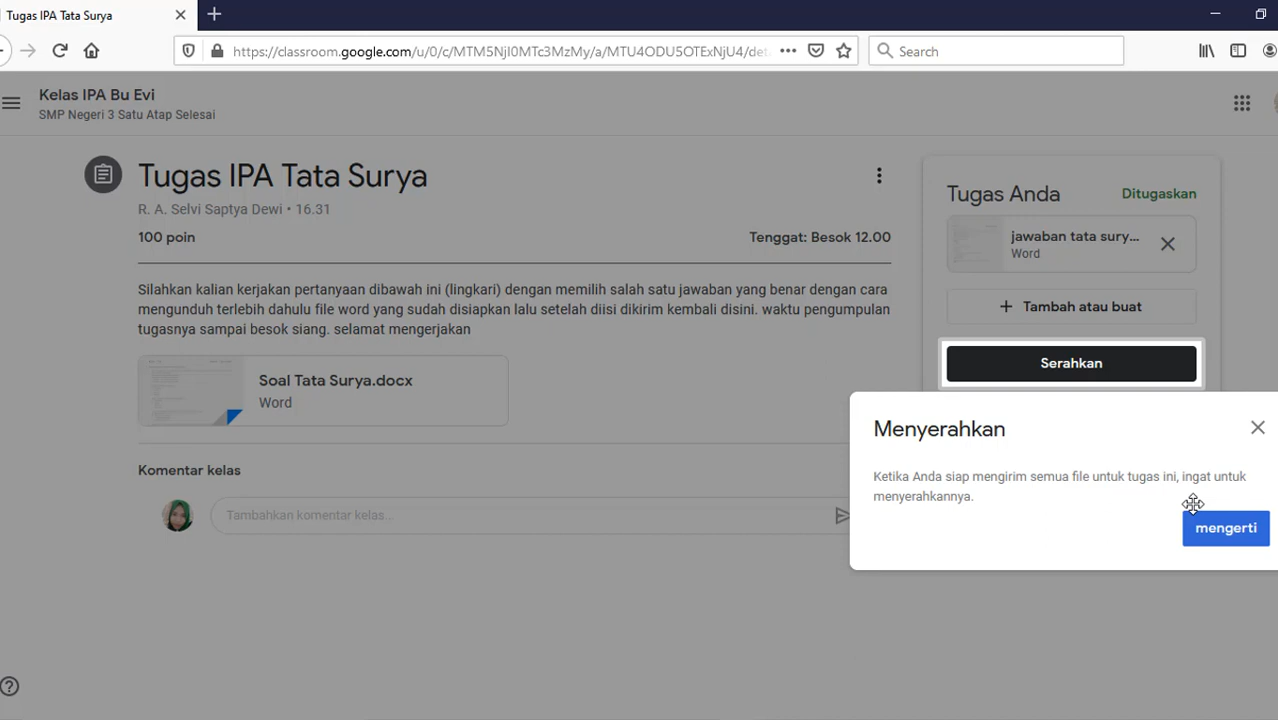 Tugas IPA Tata Surya
https://classroom.google.com/u/0/c/MTM5NjI0MTc3MzMy/a/MTU4ODU5OTExNjU4/det
Search
Kelas IPA Bu Evi
SMP Negeri 3 Satu Atap Selesai
Tugas IPA Tata Surya
R. A. Selvi Saptya Dewi • 16.31
100 poin
Tenggat: Besok 12.00
Silahkan kalian kerjakan pertanyaan dibawah ini (lingkari) dengan memilih salah satu jawaban yang benar dengan cara
mengunduh terlebih dahulu file word yang sudah disiapkan lalu setelah diisi dikirim kembali disini. waktu pengumpulan
tugasnya sampai besok siang. selamat mengerjakan
Soal Tata Surya.docx
Word
Komentar kelas
Tambahkan komentar kelas...
Tugas Anda
Ditugaskan
jawaban tata sury...
Word
+ Tambah atau buat
Serahkan
Menyerahkan
Ketika Anda siap mengirim semua file untuk tugas ini, ingat untuk
menyerahkannya.
mengerti